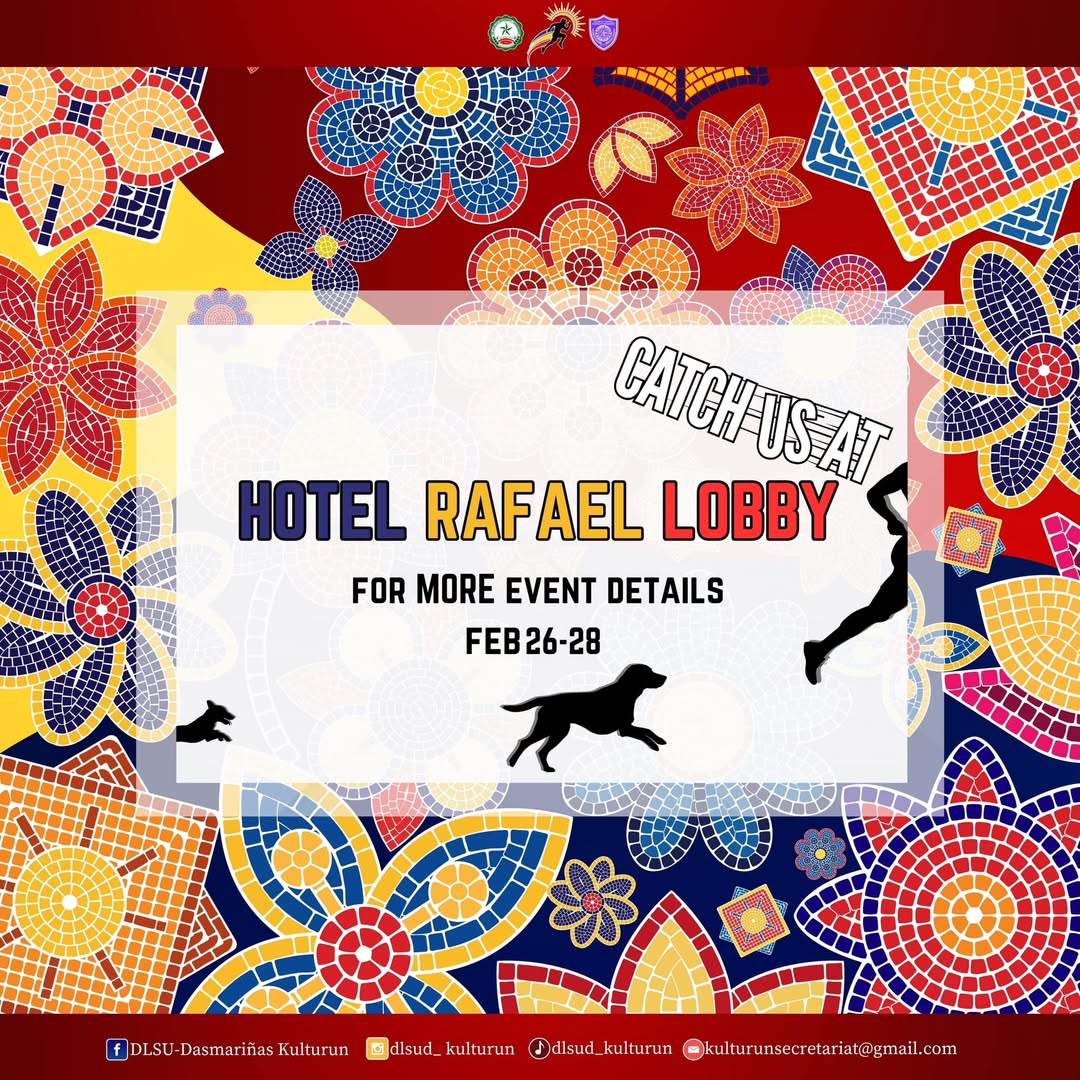 CATCH US AT
HOTEL RAFAEL LOBBY
FOR MORE EVENT DETAILS
FEB 26-28
DLSU-Dasmariñas Kulturun dlsud_ kulturun dlsud_kulturun kulturunsecretariat@gmail.com